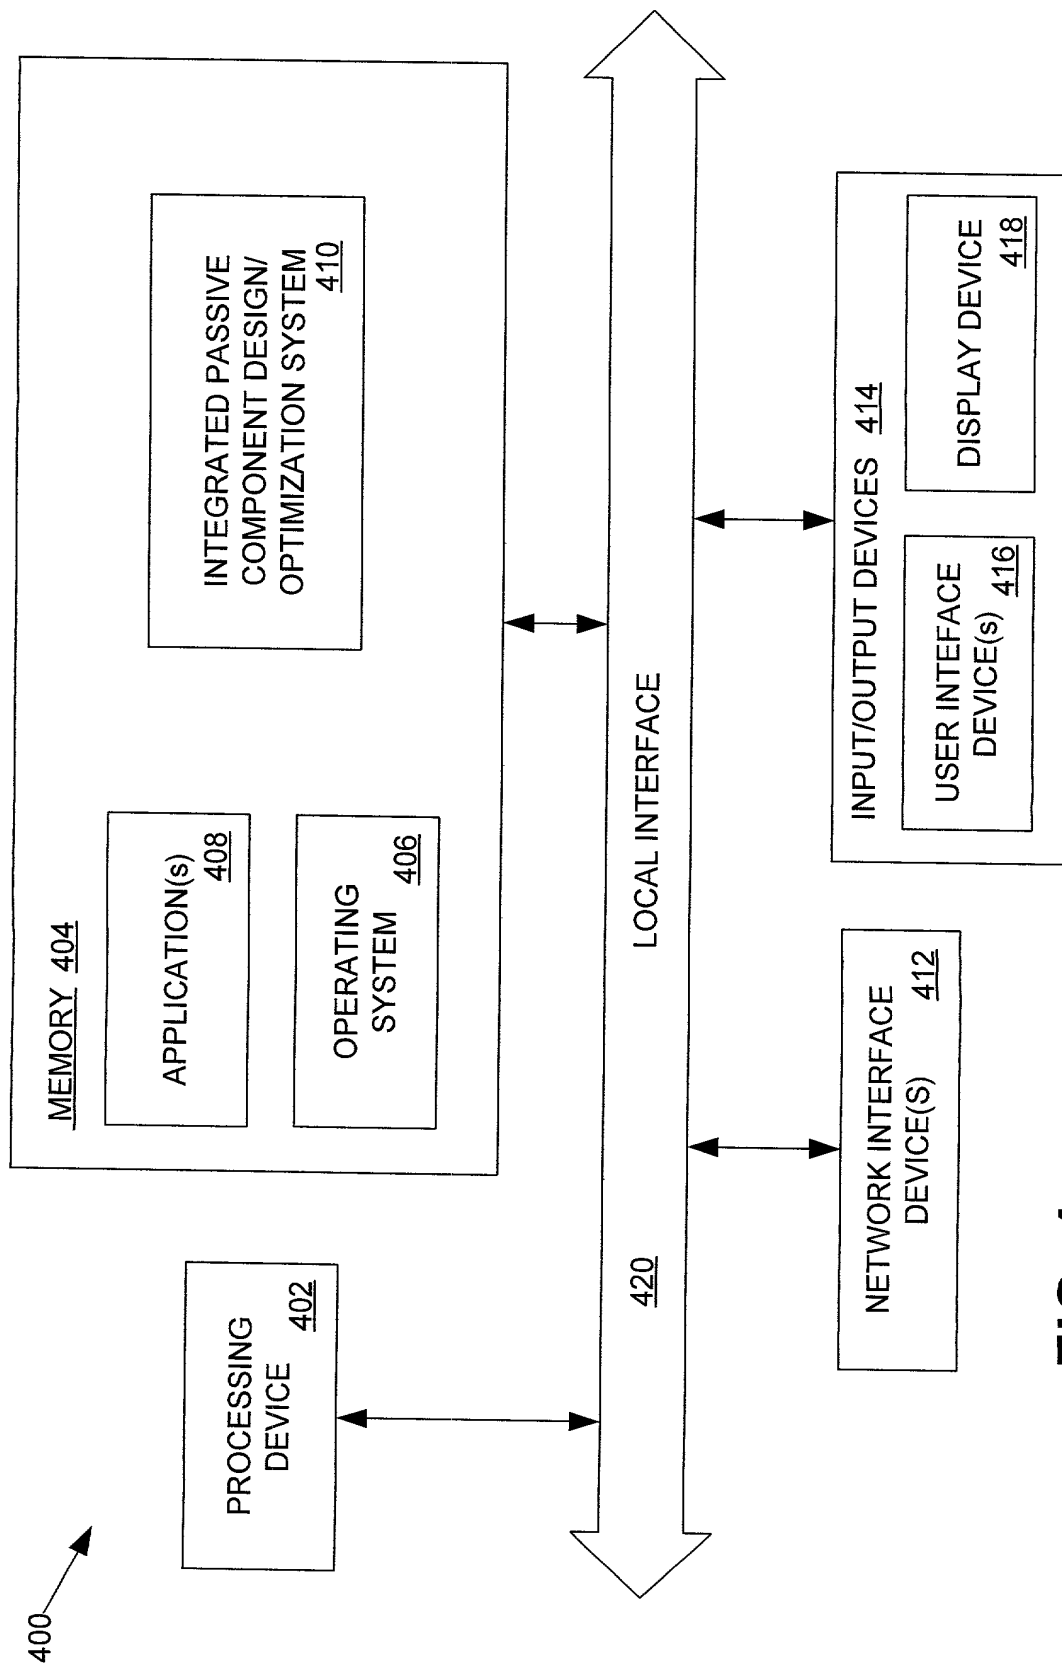 400
PROCESSING
DEVICE
402
MEMORY 404
APPLICATION(s)
408
OPERATING
SYSTEM
406
INTEGRATED PASSIVE
COMPONENT DESIGN/
OPTIMIZATION SYSTEM
410
420
LOCAL INTERFACE
NETWORK INTERFACE
DEVICE(S)
412
INPUT/OUTPUT DEVICES 414
USER INTEFACE
DEVICE(s)
416
DISPLAY DEVICE
418